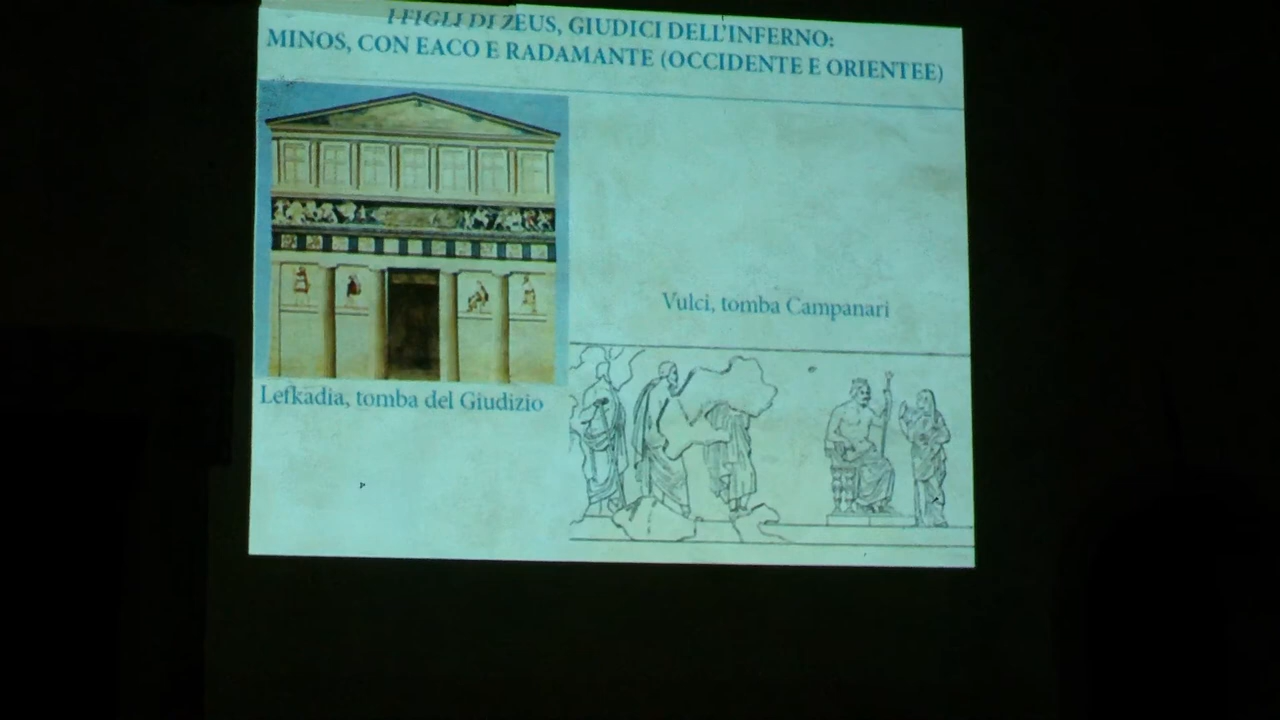 I FIGLI DI ZEUS, GIUDICI DELL'INFERNO:
MINOS, CON EACO E RADAMANTE (OCCIDENTE E ORIENTEE)
Vulci, tomba Campanari
Lefkadia, tomba del Giudizio